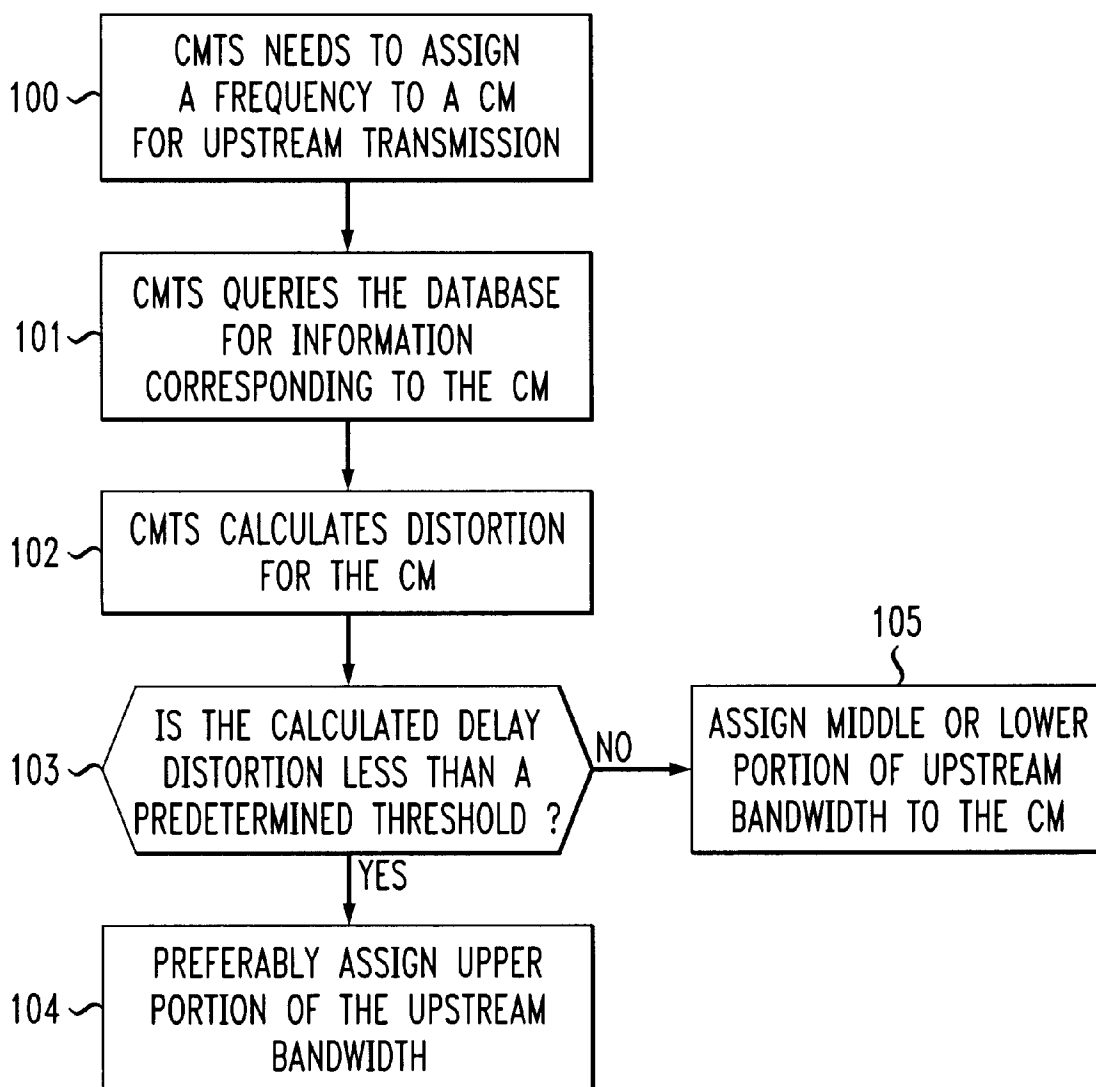 100
CMTS NEEDS TO ASSIGN
A FREQUENCY TO A CM
FOR UPSTREAM TRANSMISSION
101
CMTS QUERIES THE DATABASE
FOR INFORMATION
CORRESPONDING TO THE CM
102
CMTS CALCULATES DISTORTION
FOR THE CM
103
IS THE CALCULATED DELAY
DISTORTION LESS THAN A
PREDETERMINED THRESHOLD ?
NO
105
ASSIGN MIDDLE OR LOWER
PORTION OF UPSTREAM
BANDWIDTH TO THE CM
YES
104
PREFERABLY ASSIGN UPPER
PORTION OF THE UPSTREAM
BANDWIDTH